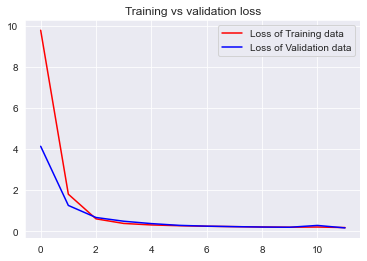 Training vs validation loss
Loss of Training data
Loss of Validation data
10
8
6
4
2
0
0 2 4 6 8 10